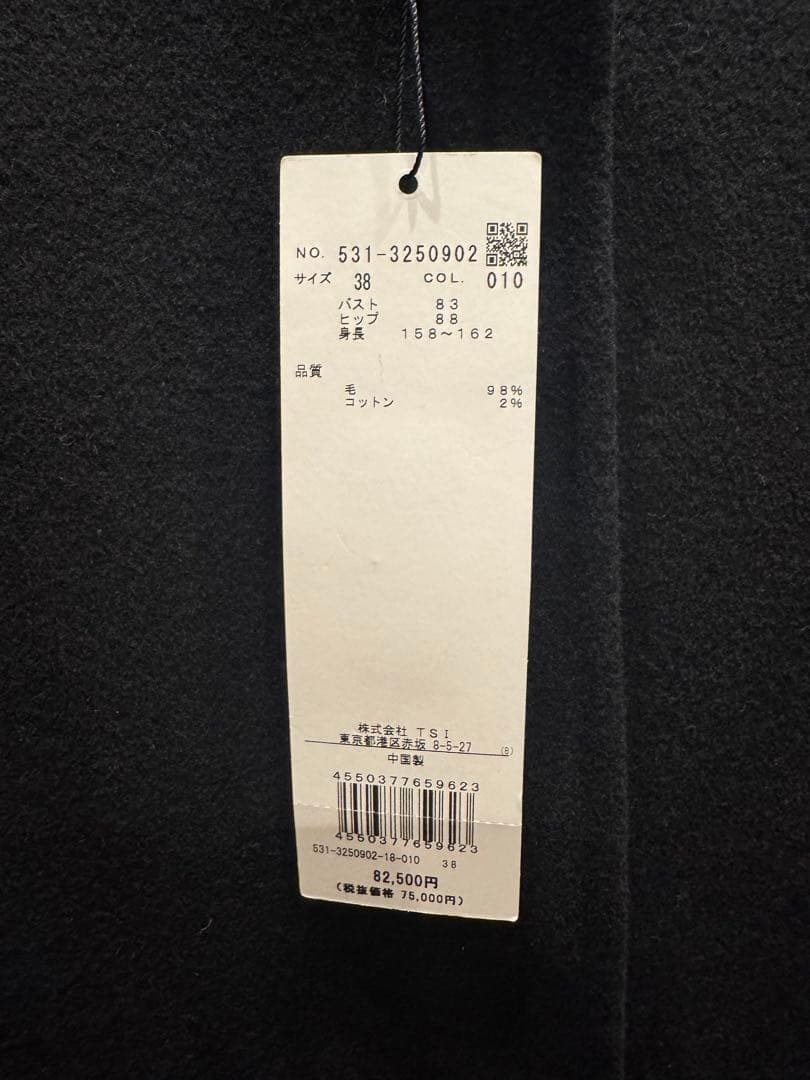 NO. 531-3250902
サイズ 38 COL. 010
バスト 83
ヒップ 88
身長 158～162
品質
毛 98%
コットン 2%
株式会社 TSI
東京都港区赤坂 8-5-27 (B)
中国製
4550377659623
4550377659623
531-3250902-18-010 38
82,500円
(税抜価格 75,000円)